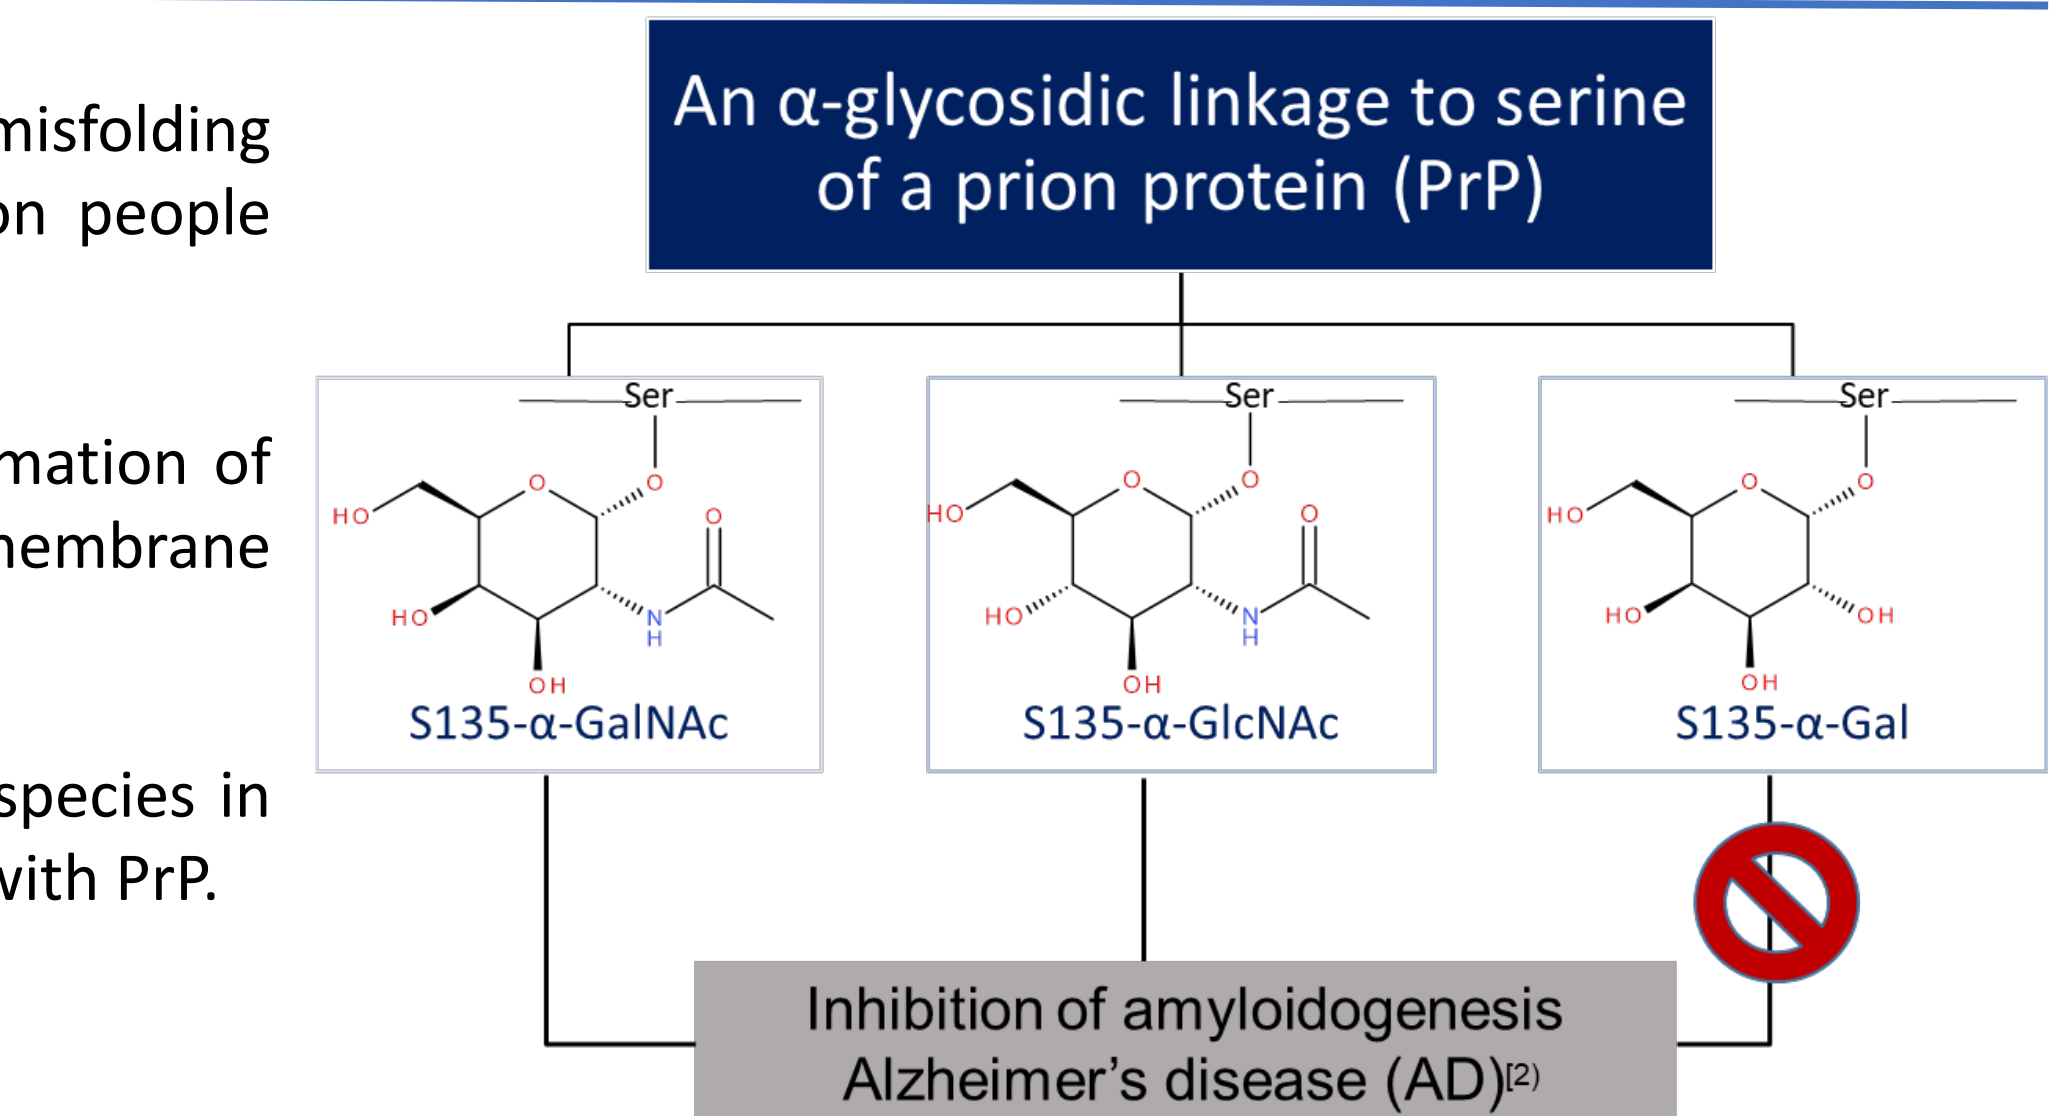 misfolding
on people
mation of
membrane
species in
with PrP.
An α-glycosidic linkage to serine
of a prion protein (PrP)
Ser
O
O
HO
O
HO
N
H
OH
S135-α-GalNAc
Ser
O
O
HO
O
HO
N
H
OH
S135-α-GlcNAc
Ser
O
O
HO
HO
OH
OH
S135-α-Gal
Inhibition of amyloidogenesis
Alzheimer’s disease (AD)[2)